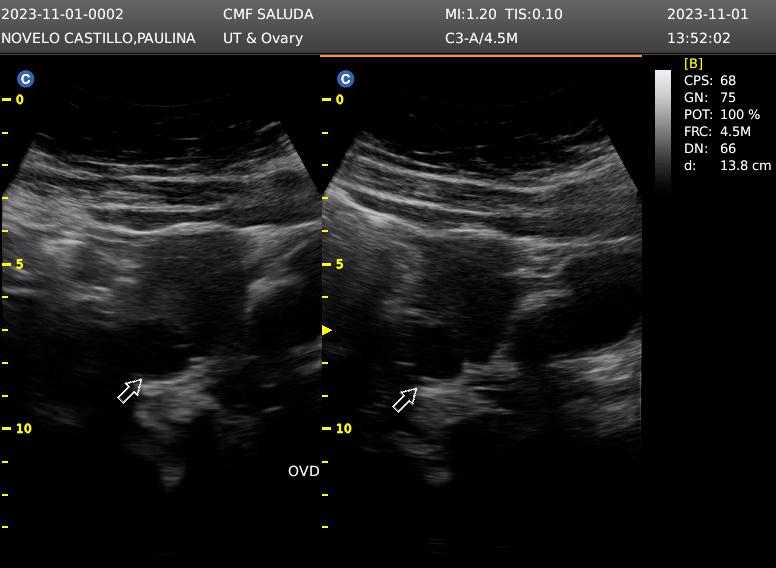 2023-11-01-0002 CMF SALUDA MI:1.20 TIS:0.10 2023-11-01
NOVELO CASTILLO,PAULINA UT & Ovary C3-A/4.5M 13:52:02
[B]
CPS: 68
GN: 75
POT: 100 %
FRC: 4.5M
DN: 66
d: 13.8 cm
C C
0 0
5 5
10 10
OVD